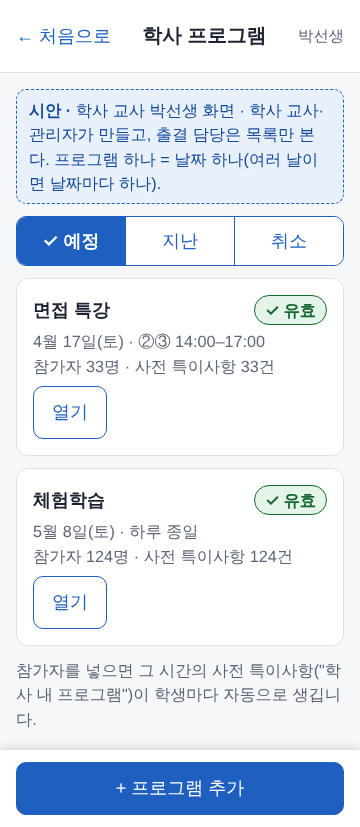 ← 처음으로 학사 프로그램 박선생
시안 · 학사 교사 박선생 화면 · 학사 교사·
관리자가 만들고, 출결 담당은 목록만 본
다. 프로그램 하나 = 날짜 하나(여러 날이
면 날짜마다 하나).
✓ 예정 지난 취소
면접 특강 ✓ 유효
4월 17일(토) · ②③ 14:00–17:00
참가자 33명 · 사전 특이사항 33건
열기
체험학습 ✓ 유효
5월 8일(토) · 하루 종일
참가자 124명 · 사전 특이사항 124건
열기
참가자를 넣으면 그 시간의 사전 특이사항("학
사 내 프로그램")이 학생마다 자동으로 생깁니
다.
+ 프로그램 추가